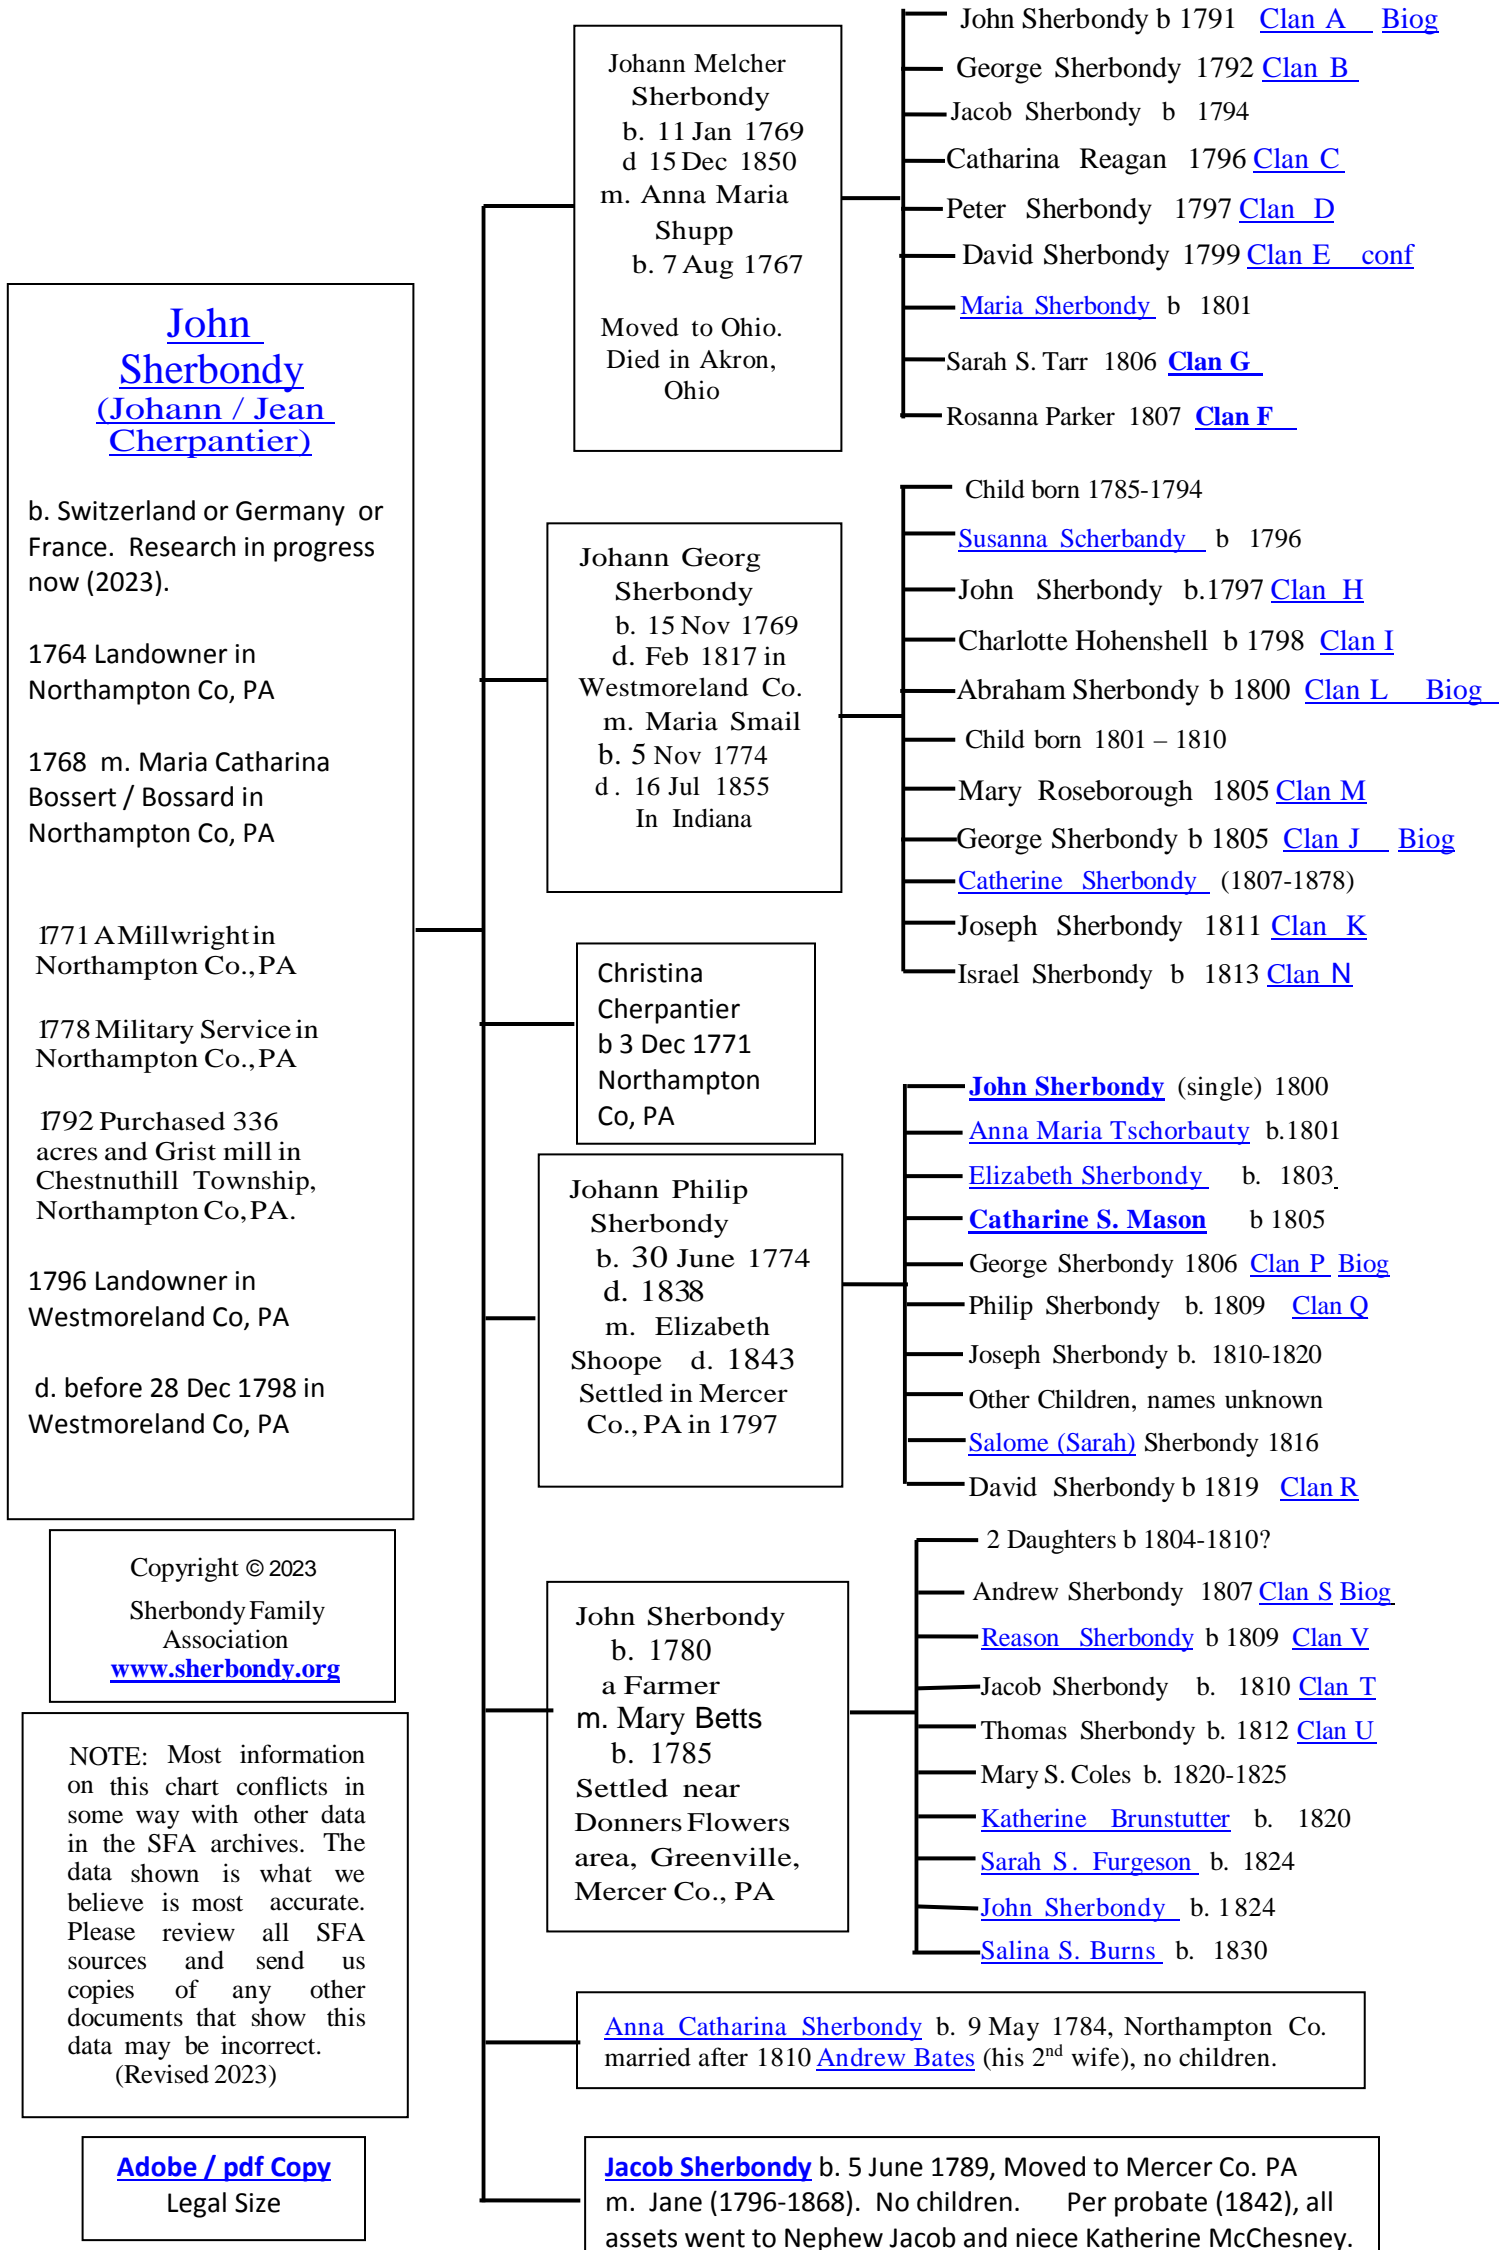 John
Sherbondy
(Johann / Jean
Cherpantier)
b. Switzerland or Germany or
France. Research in progress
now (2023).
1764 Landowner in
Northampton Co, PA
1768 m. Maria Catharina
Bossert / Bossard in
Northampton Co, PA
1771 A Millwright in
Northampton Co., PA
1778 Military Service in
Northampton Co., PA
1792 Purchased 336
acres and Grist mill in
Chestnuthill Township,
Northampton Co, PA.
1796 Landowner in
Westmoreland Co, PA
d. before 28 Dec 1798 in
Westmoreland Co, PA
Copyright © 2023
Sherbondy Family
Association
www.sherbondy.org
NOTE: Most information
on this chart conflicts in
some way with other data
in the SFA archives. The
data shown is what we
believe is most accurate.
Please review all SFA
sources and send us
copies of any other
documents that show this
data may be incorrect.
(Revised 2023)
Adobe / pdf Copy
Legal Size
Johann Melcher
Sherbondy
b. 11 Jan 1769
d 15 Dec 1850
m. Anna Maria
Shupp
b. 7 Aug 1767
Moved to Ohio.
Died in Akron,
Ohio
John Sherbondy b 1791 Clan A Biog
George Sherbondy 1792 Clan B
Jacob Sherbondy b 1794
Catharina Reagan 1796 Clan C
Peter Sherbondy 1797 Clan D
David Sherbondy 1799 Clan E conf
Maria Sherbondy b 1801
Sarah S. Tarr 1806 Clan G
Rosanna Parker 1807 Clan F
Johann Georg
Sherbondy
b. 15 Nov 1769
d. Feb 1817 in
Westmoreland Co.
m. Maria Smail
b. 5 Nov 1774
d. 16 Jul 1855
In Indiana
Child born 1785-1794
Susanna Scherbandy b 1796
John Sherbondy b.1797 Clan H
Charlotte Hohenshell b 1798 Clan I
Abraham Sherbondy b 1800 Clan L Biog
Child born 1801 – 1810
Mary Roseborough 1805 Clan M
George Sherbondy b 1805 Clan J Biog
Catherine Sherbondy (1807-1878)
Joseph Sherbondy 1811 Clan K
Israel Sherbondy b 1813 Clan N
Christina
Cherpantier
b 3 Dec 1771
Northampton
Co, PA
Johann Philip
Sherbondy
b. 30 June 1774
d. 1838
m. Elizabeth
Shoope d. 1843
Settled in Mercer
Co., PA in 1797
John Sherbondy (single) 1800
Anna Maria Tschorbauty b.1801
Elizabeth Sherbondy b. 1803
Catharine S. Mason b 1805
George Sherbondy 1806 Clan P Biog
Philip Sherbondy b. 1809 Clan Q
Joseph Sherbondy b. 1810-1820
Other Children, names unknown
Salome (Sarah) Sherbondy 1816
David Sherbondy b 1819 Clan R
John Sherbondy
b. 1780
a Farmer
m. Mary Betts
b. 1785
Settled near
Donners Flowers
area, Greenville,
Mercer Co., PA
2 Daughters b 1804-1810?
Andrew Sherbondy 1807 Clan S Biog
Reason Sherbondy b 1809 Clan V
Jacob Sherbondy b. 1810 Clan T
Thomas Sherbondy b. 1812 Clan U
Mary S. Coles b. 1820-1825
Katherine Brunstutter b. 1820
Sarah S. Furgeson b. 1824
John Sherbondy b. 1824
Salina S. Burns b. 1830
Anna Catharina Sherbondy b. 9 May 1784, Northampton Co.
married after 1810 Andrew Bates (his 2nd wife), no children.
Jacob Sherbondy b. 5 June 1789, Moved to Mercer Co. PA
m. Jane (1796-1868). No children. Per probate (1842), all
assets went to Nephew Jacob and niece Katherine McChesney.